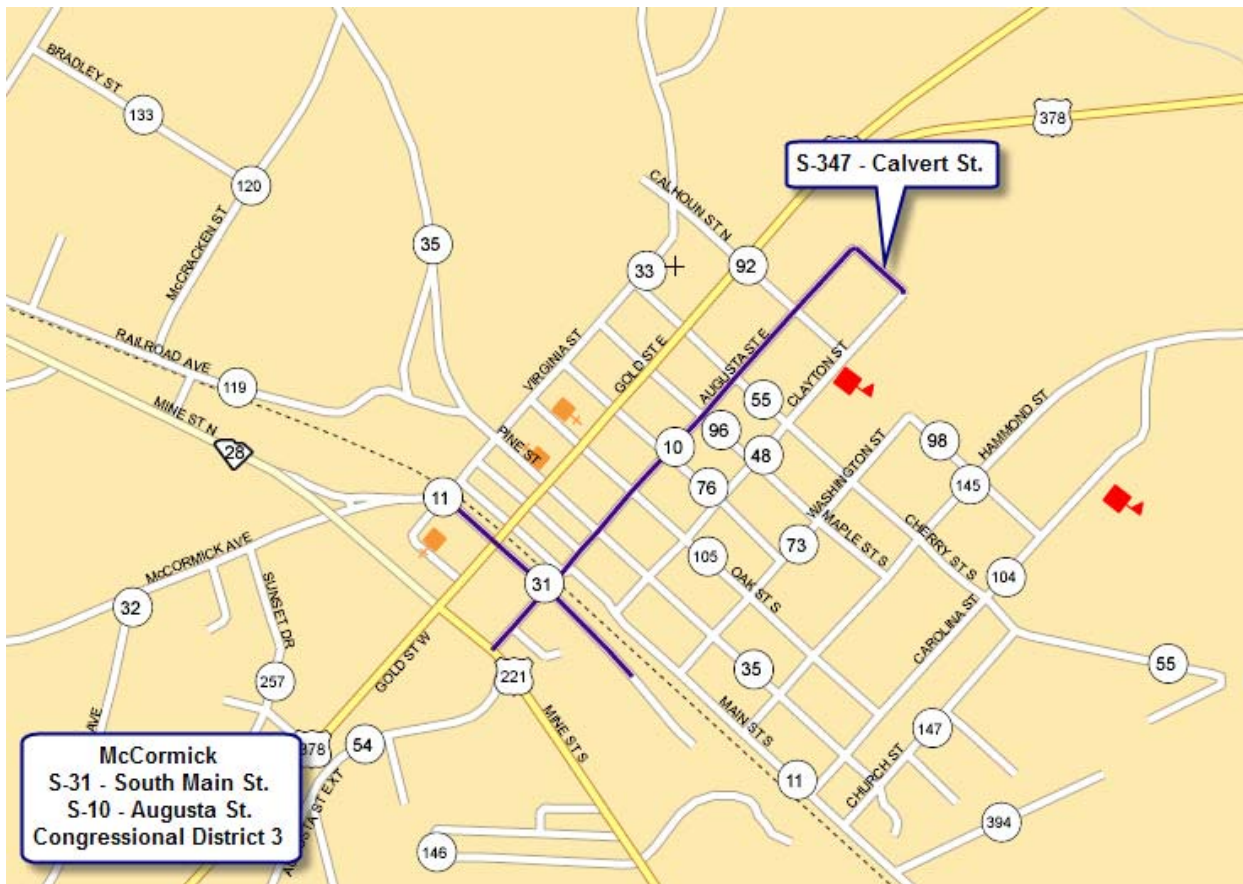 BRADLEY ST
133
120
McCRACKEN ST
35
378
S-347 - Calvert St.
CALHOUN ST N
33
92
RAILROAD AVE
119
MINE ST N
28
VIRGINIA ST
GOLD ST E
AUGUSTA ST E
CLAYTON ST
55
96
10
48
PINE ST
76
WASHINGTON ST
98
HAMMOND ST
145
11
MAPLE ST S
CHERRY ST S
73
105
OAK ST S
104
CAROLINA ST
McCORMICK AVE
32
SUNSET DR
31
257
GOLD ST W
221
35
55
MINE ST S
MAIN ST S
147
CHURCH ST
11
394
AVE
378
54
ST EXT
146
McCormick
S-31 - South Main St.
S-10 - Augusta St.
Congressional District 3